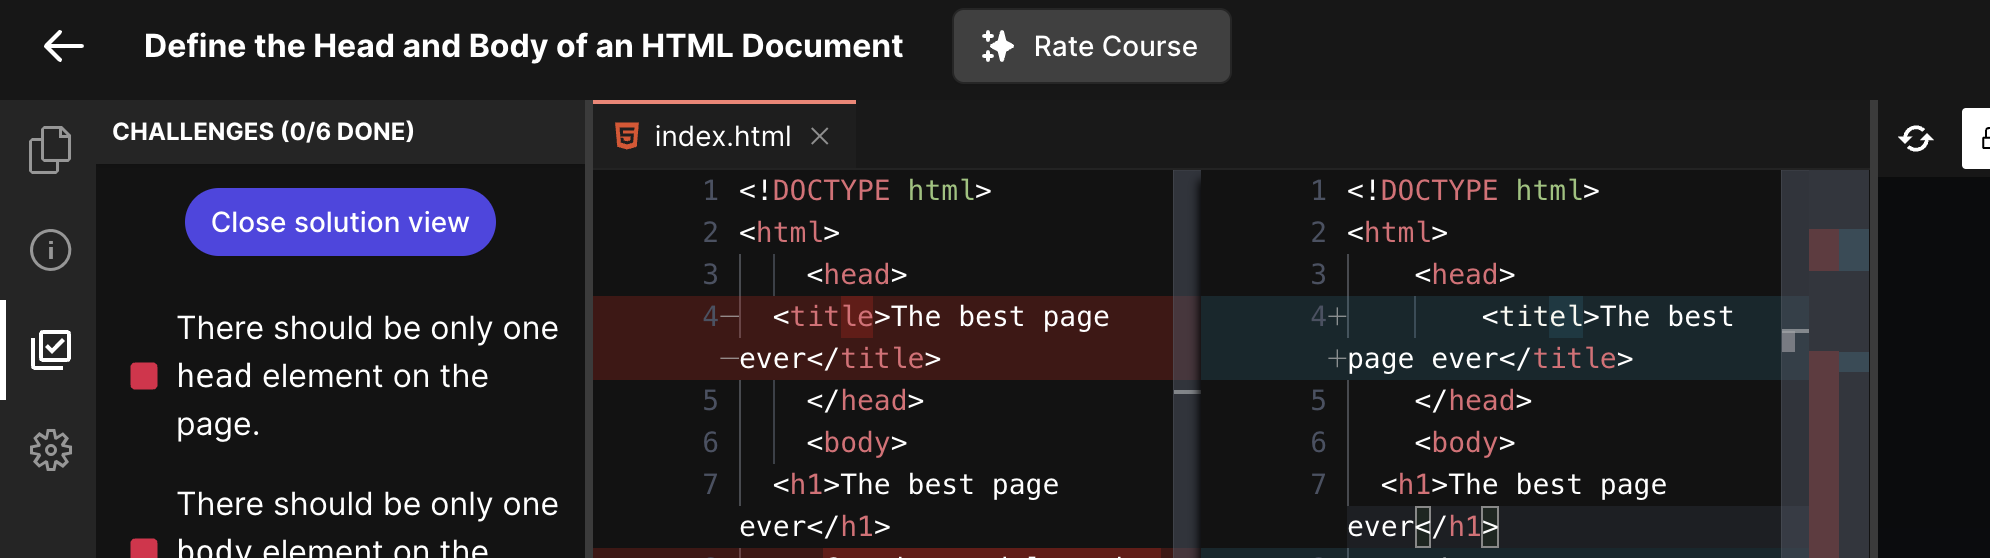 Define the Head and Body of an HTML Document
Rate Course
CHALLENGES (0/6 DONE)
Close solution view
There should be only one
head element on the
page.
There should be only one
body element on the
index.html
1 <!DOCTYPE html>
2 <html>
3 <head>
4— <title>The best page
—ever</title>
5 </head>
6 <body>
7 <h1>The best page
ever</h1>
1 <!DOCTYPE html>
2 <html>
3 <head>
4+ <titel>The best
+page ever</title>
5 </head>
6 <body>
7 <h1>The best page
ever</h1>